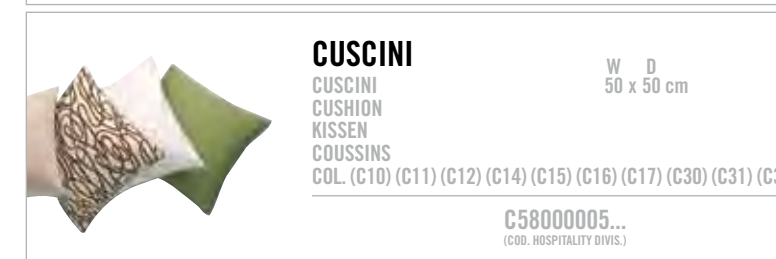 CUSCINI
W D
CUSCINI
50 x 50 cm
CUSHION
KISSEN
COUSSINS
COL. (C10) (C11) (C12) (C14) (C15) (C16) (C17) (C30) (C31)
C58000005...
(COD. HOSPITALITY DIVIS.)